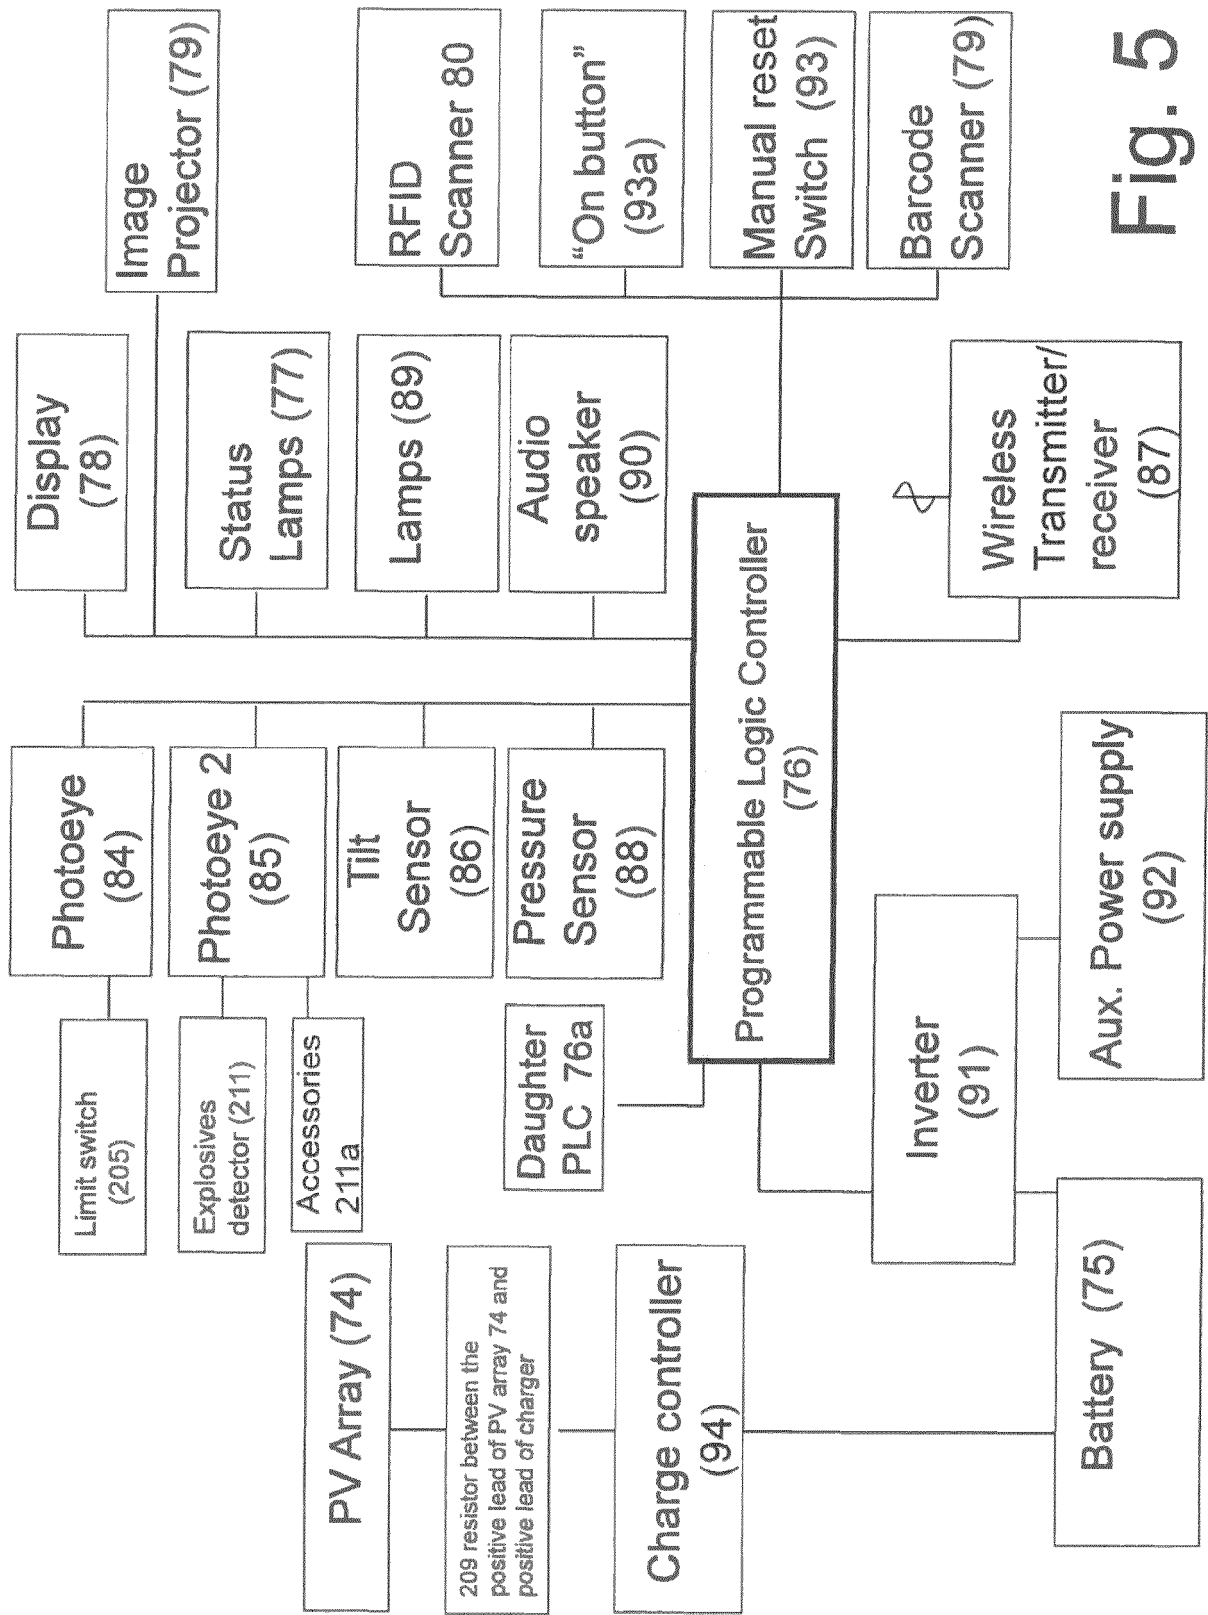 PV Array (74)
209 resistor between the
positive lead of PV array 74 and
positive lead of charger
Charge controller
(94)
Battery (75)
Limit switch
(205)
Explosives
detector (211)
Accessories
211a
Daughter
PLC 76a
Inverter
(91)
Aux. Power supply
(92)
Photoeye
(84)
Photoeye 2
(85)
Tilt
Sensor
(86)
Pressure
Sensor
(88)
Programmable Logic Controller
(76)
Display
(78)
Status
Lamps (77)
Lamps (89)
Audio
speaker
(90)
Wireless
Transmitter/
receiver
(87)
Image
Projector (79)
RFID
Scanner 80
“On button”
(93a)
Manual reset
Switch (93)
Barcode
Scanner (79)
Fig. 5